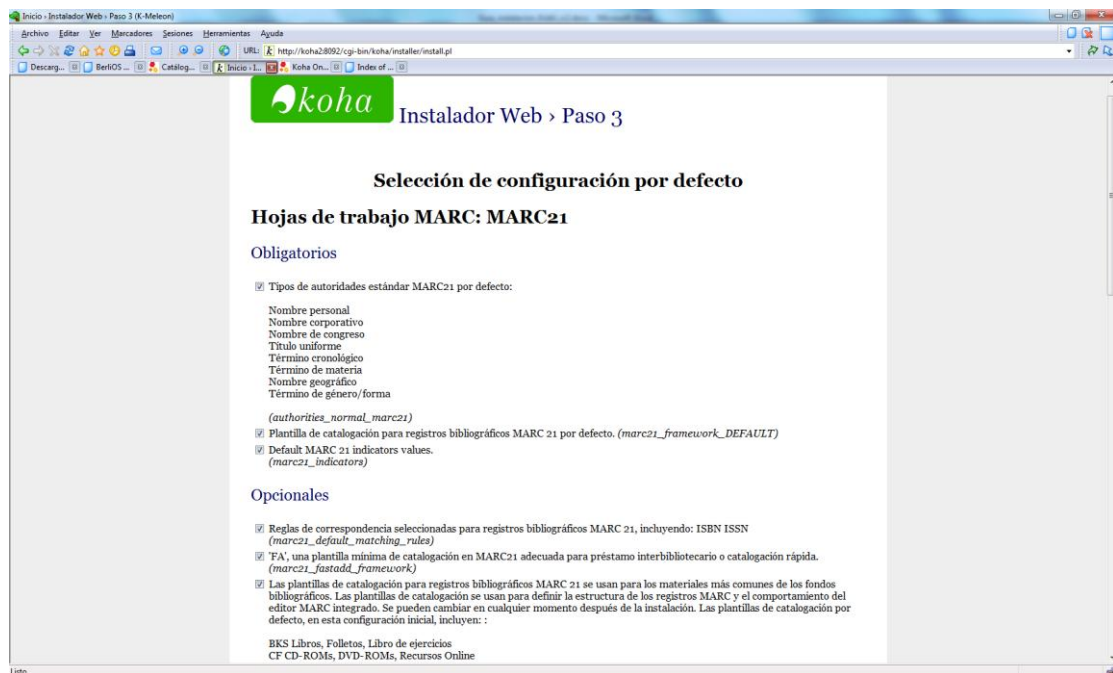 Inicio › Instalador Web › Paso 3 (K-Meleon)
Archivo Editar Ver Marcadores Sesiones Herramientas Ayuda
URL: http://koha2:8092/cgi-bin/koha/installer/install.pl
Descarg... BerliOS ... Catálog... Inicio › I... Koha On... Index of ...
koha Instalador Web › Paso 3
Selección de configuración por defecto
Hojas de trabajo MARC: MARC21
Obligatorios
Tipos de autoridades estándar MARC21 por defecto:
Nombre personal
Nombre corporativo
Nombre de congreso
Título uniforme
Término cronológico
Término de materia
Nombre geográfico
Término de género/forma
(authorities_normal_marc21)
Plantilla de catalogación para registros bibliográficos MARC 21 por defecto. (marc21_framework_DEFAULT)
Default MARC 21 indicators values.
(marc21_indicators)
Opcionales
Reglas de correspondencia seleccionadas para registros bibliográficos MARC 21, incluyendo: ISBN ISSN
(marc21_default_matching_rules)
'FA', una plantilla mínima de catalogación en MARC21 adecuada para préstamo interbibliotecario o catalogación rápida.
(marc21_fastadd_framework)
Las plantillas de catalogación para registros bibliográficos MARC 21 se usan para los materiales más comunes de los fondos
bibliográficos. Las plantillas de catalogación se usan para definir la estructura de los registros MARC y el comportamiento del
editor MARC integrado. Se pueden cambiar en cualquier momento después de la instalación. Las plantillas de catalogación por
defecto, en esta configuración inicial, incluyen: :
BKS Libros, Folletos, Libro de ejercicios
CF CD-ROMs, DVD-ROMs, Recursos Online
Listo